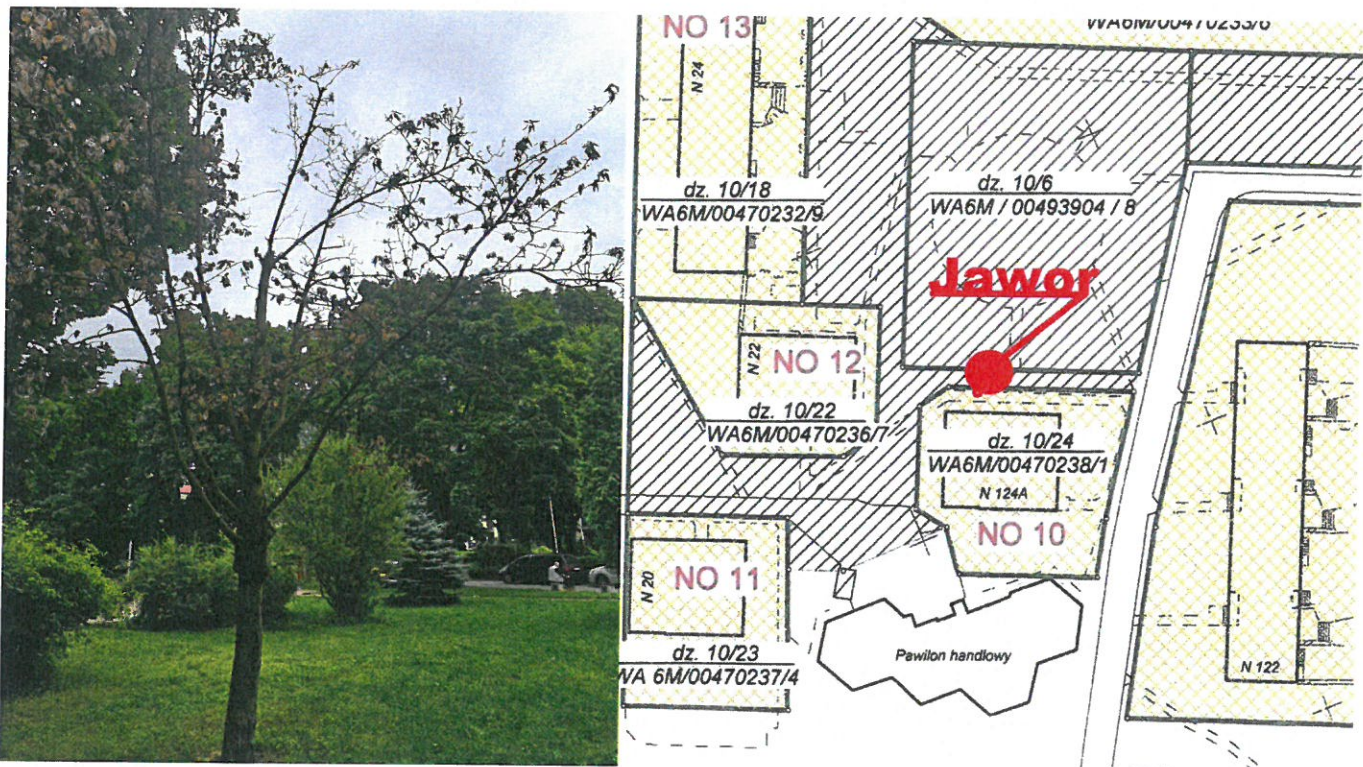 WA6M/00470233/6
NO 13
N 24
dz. 10/18
WA6M/00470232/9
dz. 10/6
WA6M / 00493904 / 8
Jawor
N 22
NO 12
dz. 10/22
WA6M/00470236/7
dz. 10/24
WA6M/00470238/1
N 124A
NO 10
N 20
NO 11
dz. 10/23
WA 6M/00470237/4
Pawilon handlowy
N 122